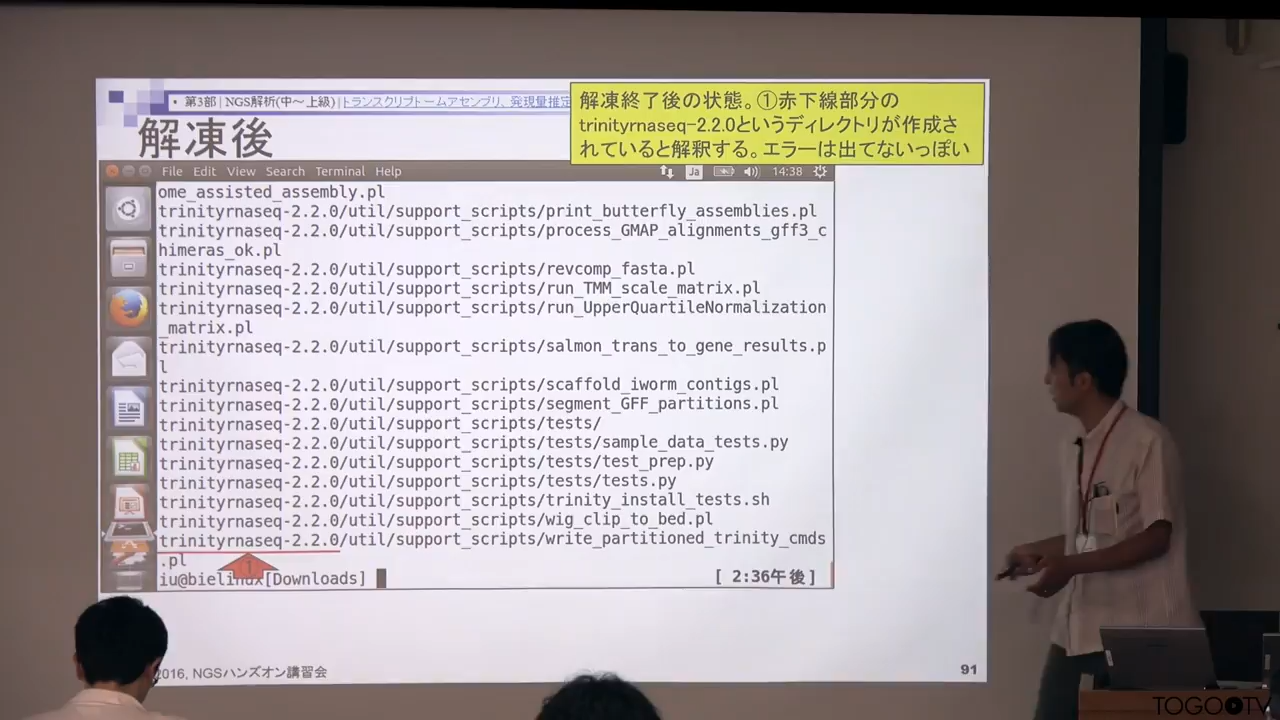 ・第3部 | NGS解析(中～上級) | トランスクリプトームアセンブリ、発現量推定
解凍後
解凍終了後の状態。①赤下線部分の
trinityrnaseq-2.2.0というディレクトリが作成さ
れていると解釈する。エラーは出てないっぽい
File Edit View Search Terminal Help Ja 14:38
ome_assisted_assembly.pl
trinityrnaseq-2.2.0/util/support_scripts/print_butterfly_assemblies.pl
trinityrnaseq-2.2.0/util/support_scripts/process_GMAP_alignments_gff3_c
himeras_ok.pl
trinityrnaseq-2.2.0/util/support_scripts/revcomp_fasta.pl
trinityrnaseq-2.2.0/util/support_scripts/run_TMM_scale_matrix.pl
trinityrnaseq-2.2.0/util/support_scripts/run_UpperQuartileNormalization
_matrix.pl
trinityrnaseq-2.2.0/util/support_scripts/salmon_trans_to_gene_results.p
l
trinityrnaseq-2.2.0/util/support_scripts/scaffold_iworm_contigs.pl
trinityrnaseq-2.2.0/util/support_scripts/segment_GFF_partitions.pl
trinityrnaseq-2.2.0/util/support_scripts/tests/
trinityrnaseq-2.2.0/util/support_scripts/tests/sample_data_tests.py
trinityrnaseq-2.2.0/util/support_scripts/tests/test_prep.py
trinityrnaseq-2.2.0/util/support_scripts/tests/tests.py
trinityrnaseq-2.2.0/util/support_scripts/trinity_install_tests.sh
trinityrnaseq-2.2.0/util/support_scripts/wig_clip_to_bed.pl
trinityrnaseq-2.2.0/util/support_scripts/write_partitioned_trinity_cmds
.pl
①
iu@bielinux[Downloads] [ 2:36午後]
2016, NGSハンズオン講習会
91
TOGOTV